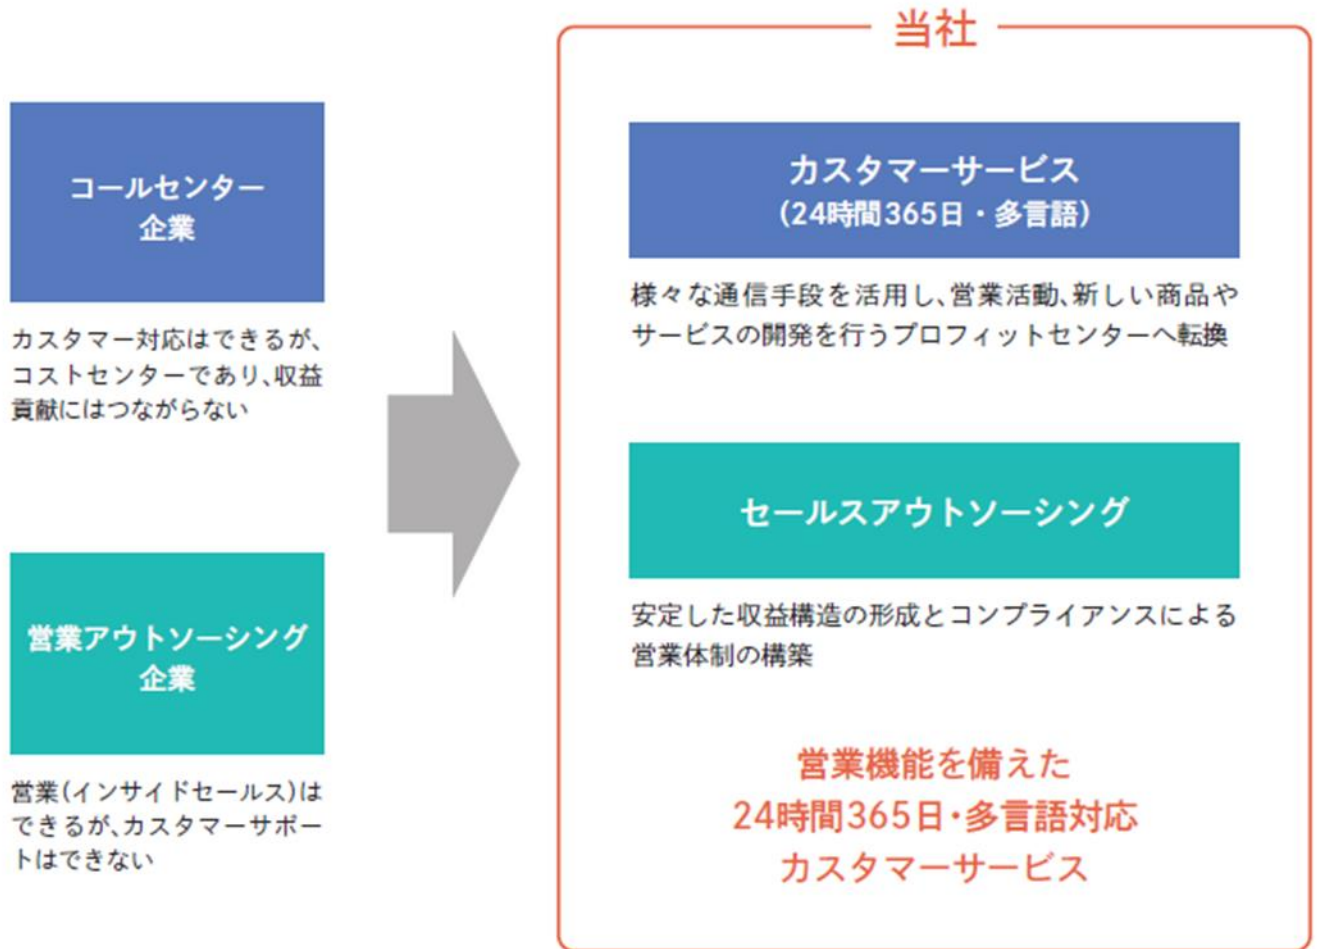 コールセンター
企業
カスタマー対応はできるが、
コストセンターであり、収益
貢献にはつながらない
営業アウトソーシング
企業
営業(インサイドセールス)は
できるが、カスタマーサポー
トはできない
当社
カスタマーサービス
(24時間365日・多言語)
様々な通信手段を活用し、営業活動、新しい商品や
サービスの開発を行うプロフィットセンターへ転換
セールスアウトソーシング
安定した収益構造の形成とコンプライアンスによる
営業体制の構築
営業機能を備えた
24時間365日・多言語対応
カスタマーサービス